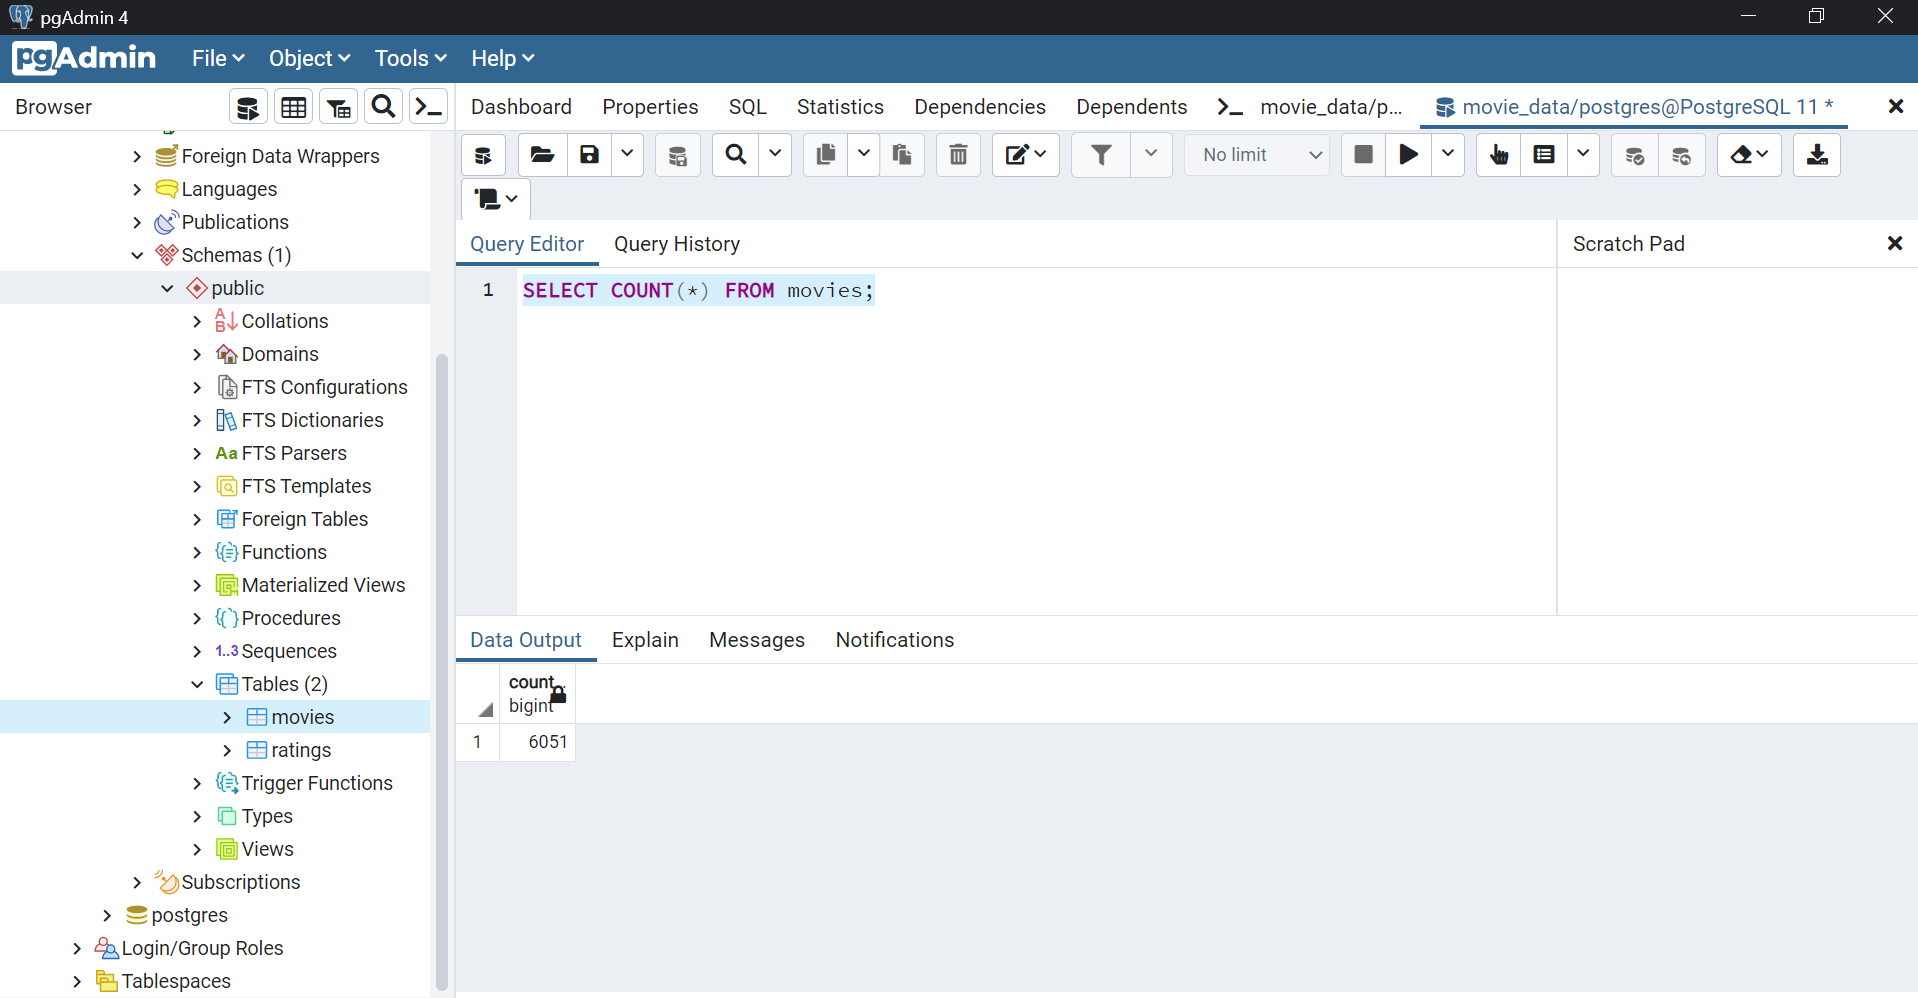 pgAdmin 4
pgAdmin File Object Tools Help
Browser
Dashboard Properties SQL Statistics Dependencies Dependents movie_data/p... movie_data/postgres@PostgreSQL 11 *
No limit
Foreign Data Wrappers
Languages
Publications
Schemas (1)
public
Collations
Domains
FTS Configurations
FTS Dictionaries
Aa FTS Parsers
FTS Templates
Foreign Tables
Functions
Materialized Views
Procedures
1..3 Sequences
Tables (2)
movies
ratings
Trigger Functions
Types
Views
Subscriptions
postgres
Login/Group Roles
Tablespaces
Query Editor Query History
Scratch Pad
1 SELECT COUNT(*) FROM movies;
Data Output Explain Messages Notifications
count
bigint
1 6051